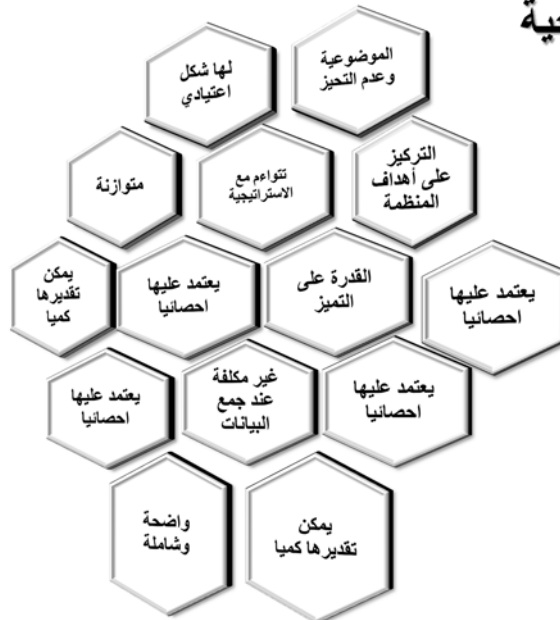 الموضوعية
وعدم التحيز
لها شكل
اعتيادي
التركيز
على أهداف
المنظمة
تتواءم مع
الاستراتيجية
متوازنة
يعتمد عليها
احصائيا
القدرة على
التميز
يعتمد عليها
احصائيا
يمكن
تقديرها
كميا
يعتمد عليها
احصائيا
غير مكلفة
عند جمع
البيانات
يعتمد عليها
احصائيا
يمكن
تقديرها كميا
واضحة
وشاملة